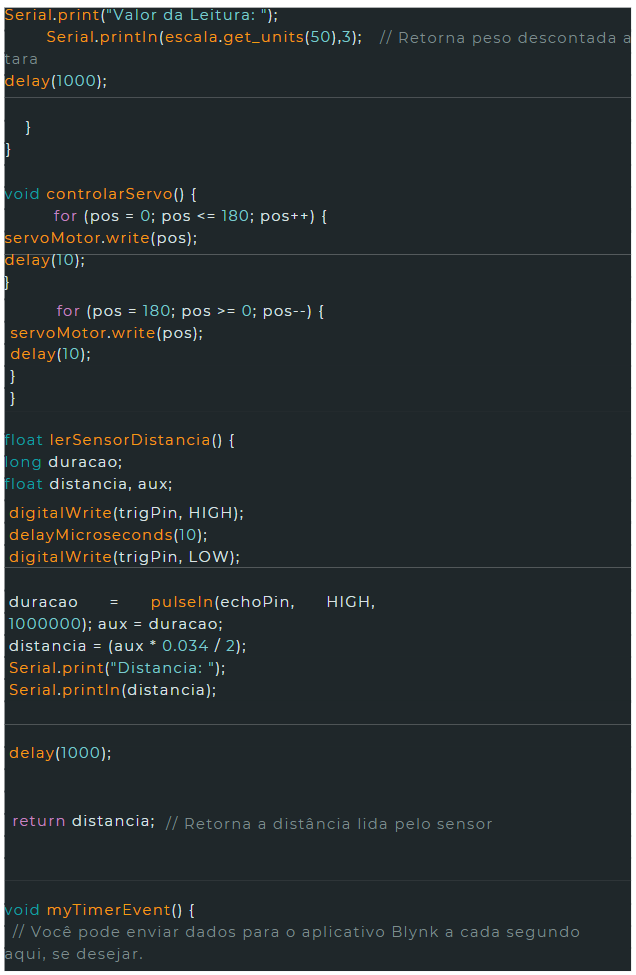 Serial.print("Valor da Leitura: ");
Serial.println(escala.get_units(50),3); // Retorna peso descontada a
tara
delay(1000);
}
}
void controlarServo() {
for (pos = 0; pos <= 180; pos++) {
servoMotor.write(pos);
delay(10);
}
for (pos = 180; pos >= 0; pos--) {
servoMotor.write(pos);
delay(10);
}
}
float lerSensorDistancia() {
long duracao;
float distancia, aux;
digitalWrite(trigPin, HIGH);
delayMicroseconds(10);
digitalWrite(trigPin, LOW);
duracao = pulseIn(echoPin, HIGH,
1000000); aux = duracao;
distancia = (aux * 0.034 / 2);
Serial.print("Distancia: ");
Serial.println(distancia);
delay(1000);
return distancia; // Retorna a distância lida pelo sensor
void myTimerEvent() {
// Você pode enviar dados para o aplicativo Blynk a cada segundo
aqui, se desejar.